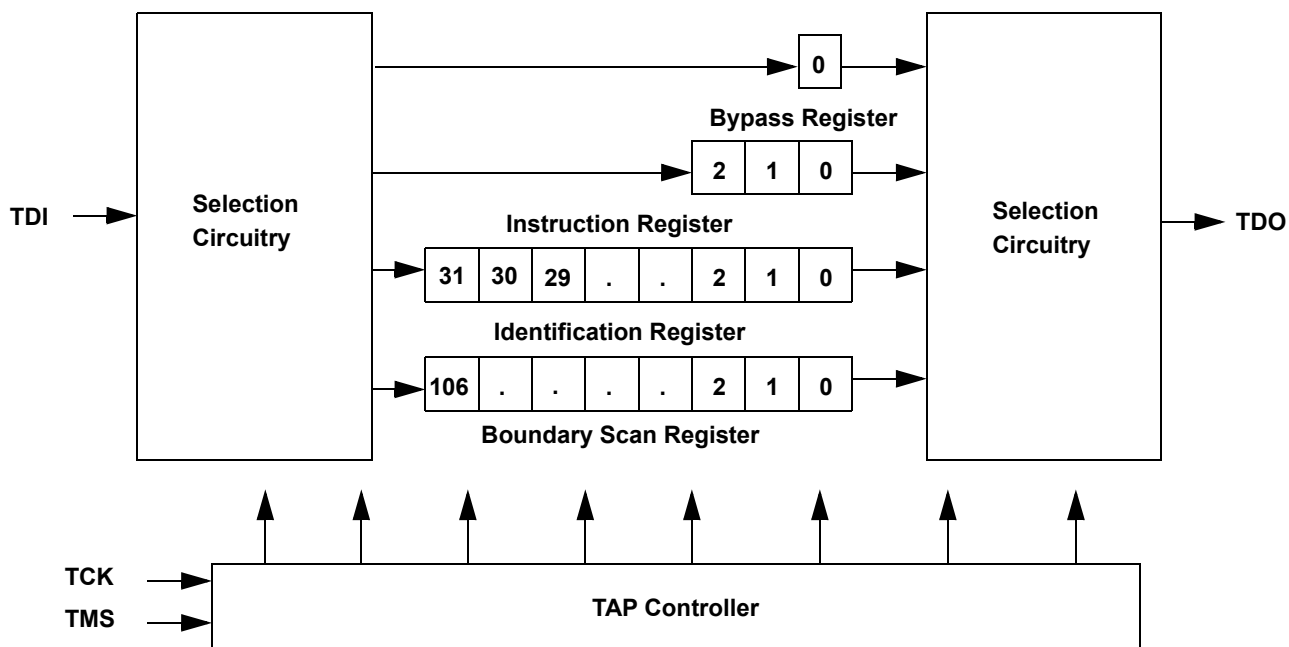 0
Bypass Register
2 1 0
TDI
Selection
Circuitry
Selection
Circuitry
TDO
Instruction Register
31 30 29 . . 2 1 0
Identification Register
106 . . . . 2 1 0
Boundary Scan Register
TCK
TMS
TAP Controller